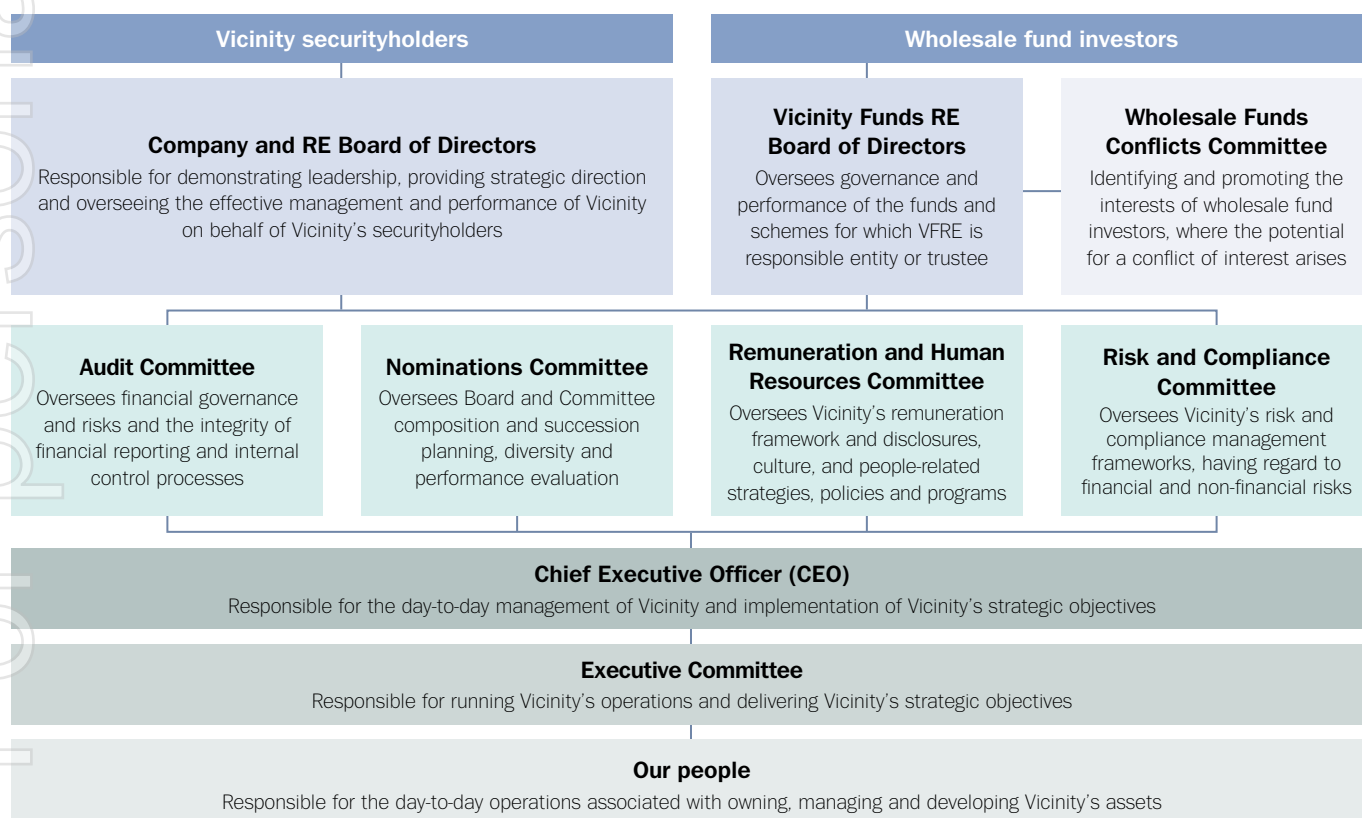 Vicinity securityholders
Wholesale fund investors
Company and RE Board of Directors
Responsible for demonstrating leadership, providing strategic direction
and overseeing the effective management and performance of Vicinity
on behalf of Vicinity’s securityholders
Vicinity Funds RE
Board of Directors
Oversees governance and
performance of the funds and
schemes for which VFRE is
responsible entity or trustee
Wholesale Funds
Conflicts Committee
Identifying and promoting the
interests of wholesale fund
investors, where the potential
for a conflict of interest arises
Audit Committee
Oversees financial governance
and risks and the integrity of
financial reporting and internal
control processes
Nominations Committee
Oversees Board and Committee
composition and succession
planning, diversity and
performance evaluation
Remuneration and Human
Resources Committee
Oversees Vicinity’s remuneration
framework and disclosures,
culture, and people-related
strategies, policies and programs
Risk and Compliance
Committee
Oversees Vicinity’s risk and
compliance management
frameworks, having regard to
financial and non-financial risks
Chief Executive Officer (CEO)
Responsible for the day-to-day management of Vicinity and implementation of Vicinity’s strategic objectives
Executive Committee
Responsible for running Vicinity’s operations and delivering Vicinity’s strategic objectives
Our people
Responsible for the day-to-day operations associated with owning, managing and developing Vicinity’s assets